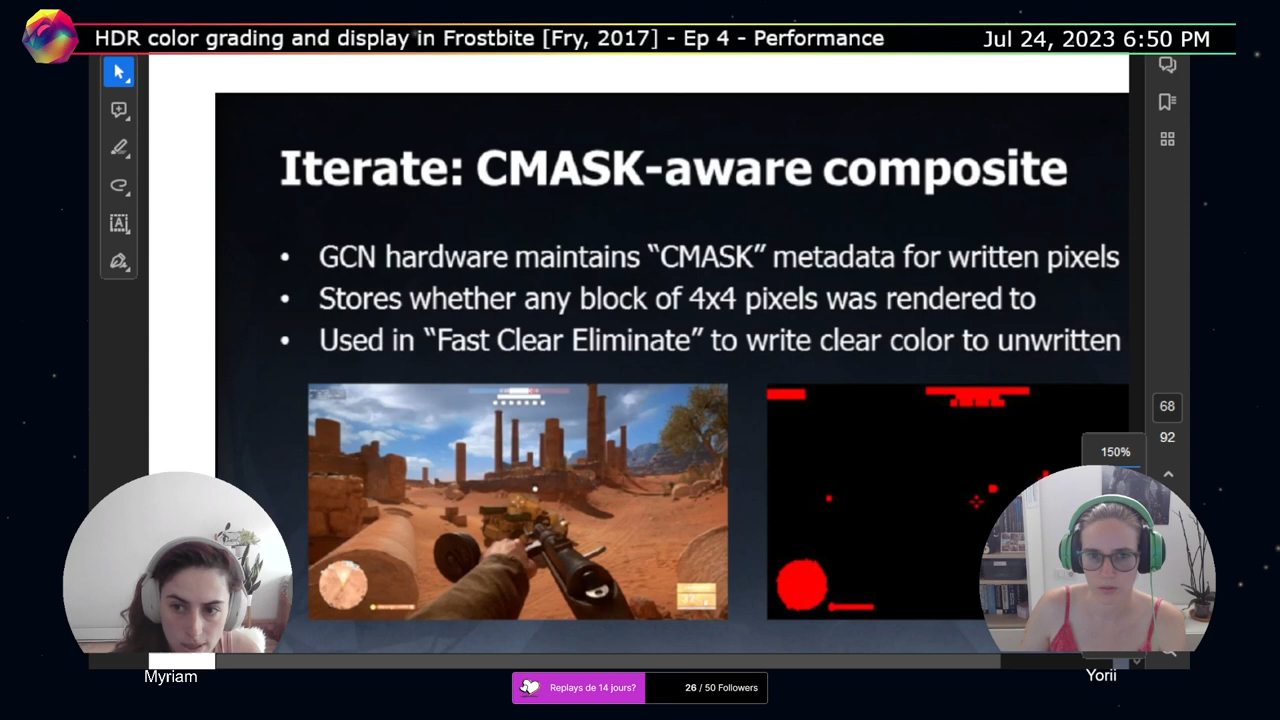 HDR color grading and display in Frostbite [Fry, 2017] - Ep 4 - Performance
Jul 24, 2023 6:50 PM
Iterate: CMASK-aware composite
• GCN hardware maintains “CMASK” metadata for written pixels
• Stores whether any block of 4x4 pixels was rendered to
• Used in “Fast Clear Eliminate” to write clear color to unwritten
68
92
150%
Myriam
Yorii
Replays de 14 jours?
26 / 50 Followers